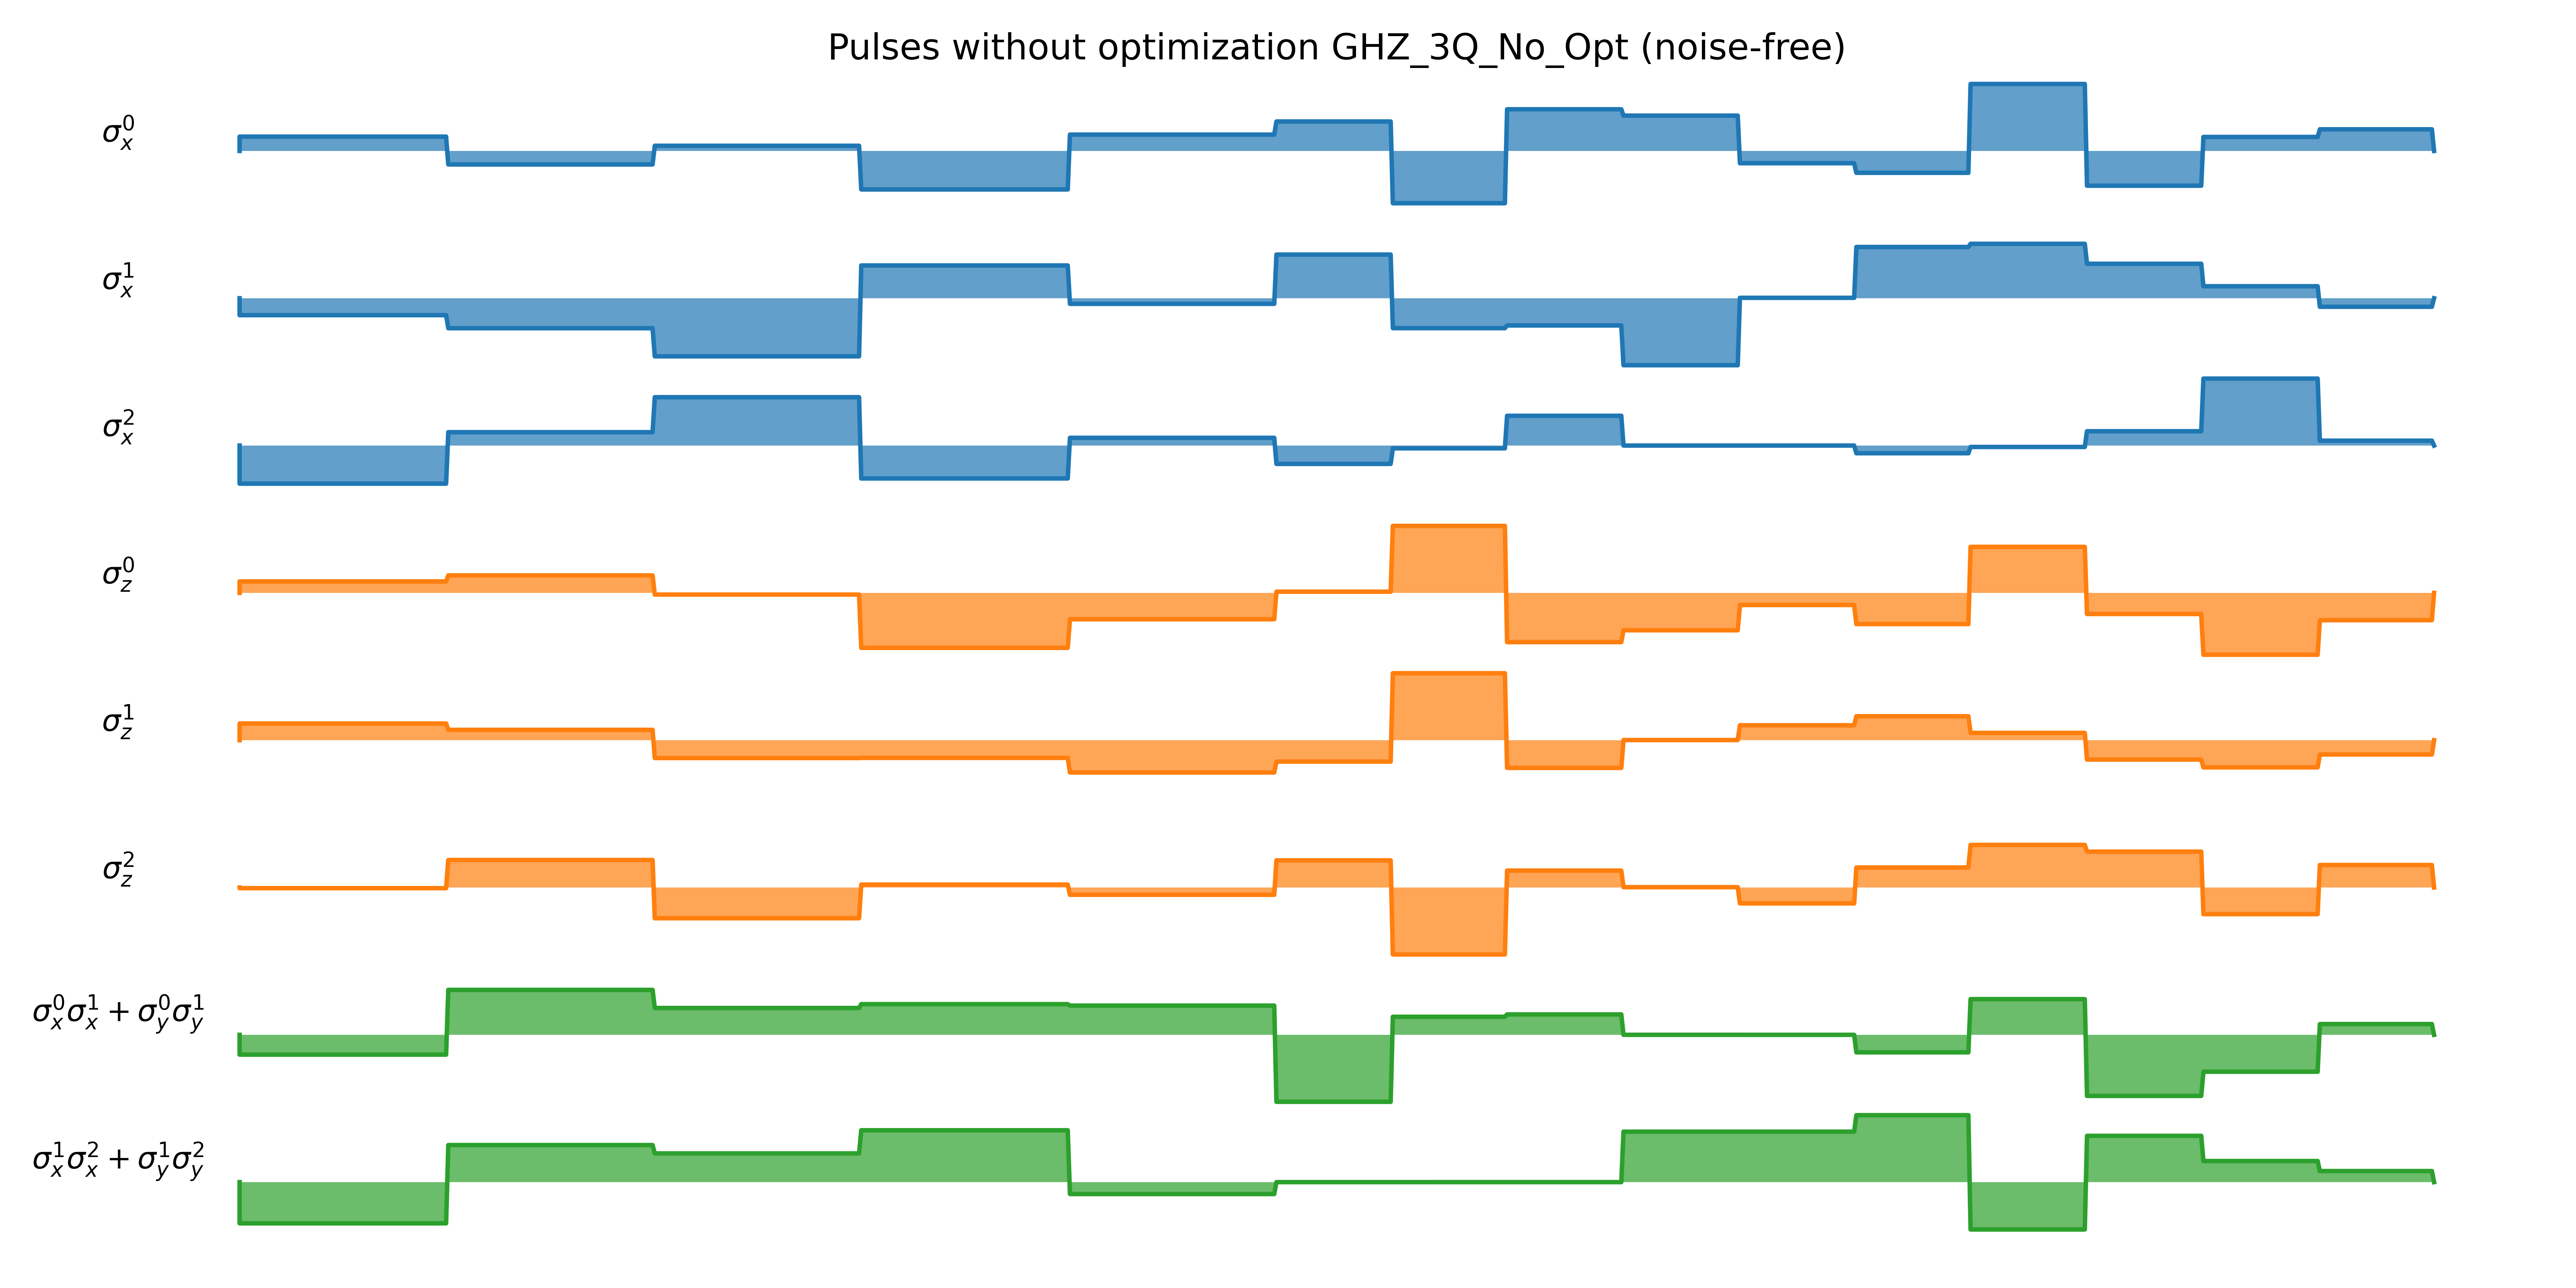 Pulses without optimization GHZ_3Q_No_Opt (noise-free)
σ_x^0
σ_x^1
σ_x^2
σ_z^0
σ_z^1
σ_z^2
σ_x^0σ_x^1 + σ_y^0σ_y^1
σ_x^1σ_x^2 + σ_y^1σ_y^2